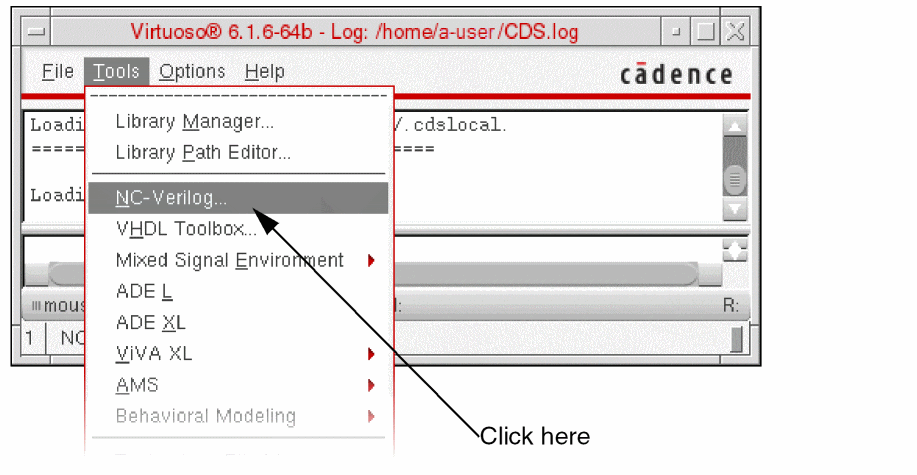 Virtuoso® 6.1.6-64b - Log: /home/a-user/CDS.log
File Tools Options Help cādence
Loadi /.cdslocal.
===== ====
Loadi
Library Manager...
Library Path Editor...
NC-Verilog...
VHDL Toolbox...
Mixed Signal Environment
ADE L
ADE XL
ViVA XL
AMS
Behavioral Modeling
mous R:
1 NC
Click here